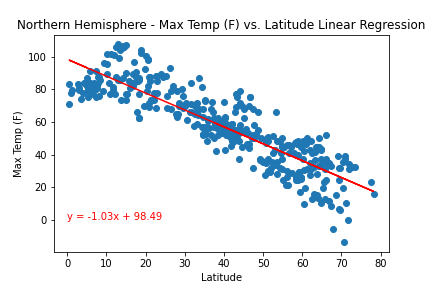 Northern Hemisphere - Max Temp (F) vs. Latitude Linear Regression
100
80
60
40
20
0
Max Temp (F)
y = -1.03x + 98.49
0 10 20 30 40 50 60 70 80
Latitude